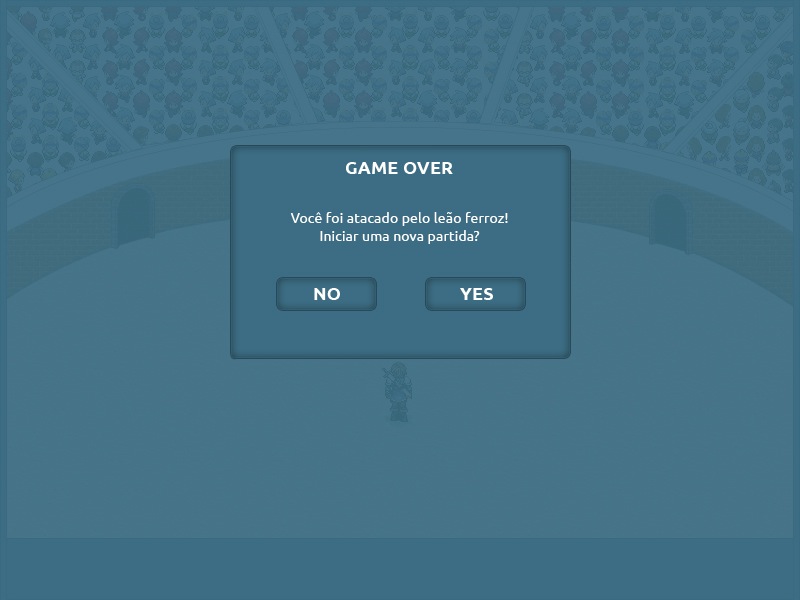 GAME OVER
Você foi atacado pelo leão ferroz!
Iniciar uma nova partida?
NO
YES